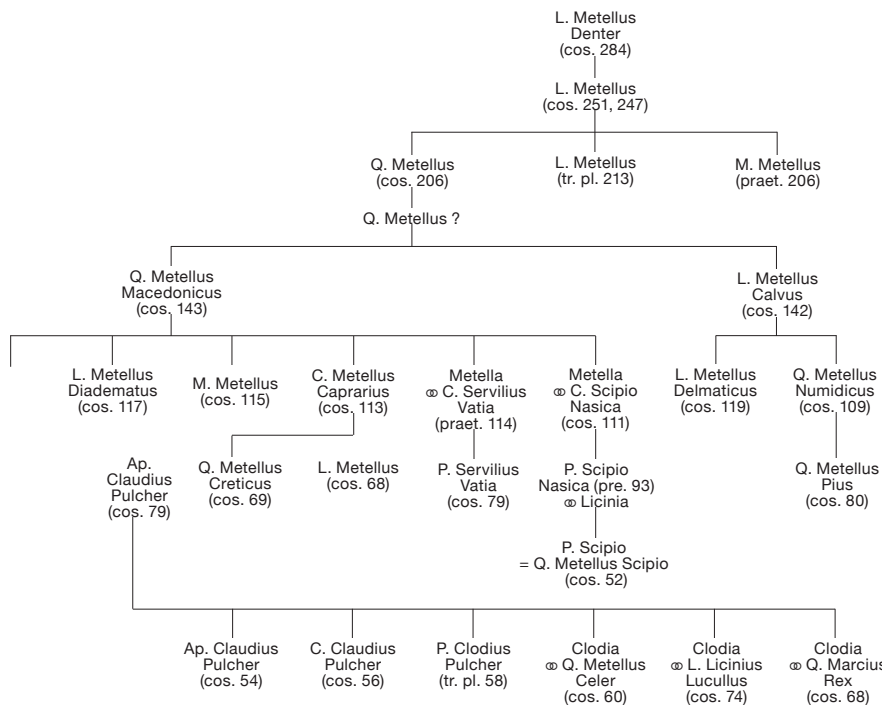 L. Metellus
Denter
(cos. 284)
L. Metellus
(cos. 251, 247)
Q. Metellus
(cos. 206)
L. Metellus
(tr. pl. 213)
M. Metellus
(praet. 206)
Q. Metellus ?
Q. Metellus
Macedonicus
(cos. 143)
L. Metellus
Calvus
(cos. 142)
L. Metellus
Diadematus
(cos. 117)
M. Metellus
(cos. 115)
C. Metellus
Caprarius
(cos. 113)
Metella
⚭ C. Servilius
Vatia
(praet. 114)
Metella
⚭ C. Scipio
Nasica
(cos. 111)
L. Metellus
Delmaticus
(cos. 119)
Q. Metellus
Numidicus
(cos. 109)
Ap.
Claudius
Pulcher
(cos. 79)
Q. Metellus
Creticus
(cos. 69)
L. Metellus
(cos. 68)
P. Servilius
Vatia
(cos. 79)
P. Scipio
Nasica (pre. 93)
⚭ Licinia
Q. Metellus
Pius
(cos. 80)
P. Scipio
= Q. Metellus Scipio
(cos. 52)
Ap. Claudius
Pulcher
(cos. 54)
C. Claudius
Pulcher
(cos. 56)
P. Clodius
Pulcher
(tr. pl. 58)
Clodia
⚭ Q. Metellus
Celer
(cos. 60)
Clodia
⚭ L. Licinius
Lucullus
(cos. 74)
Clodia
⚭ Q. Marcius
Rex
(cos. 68)